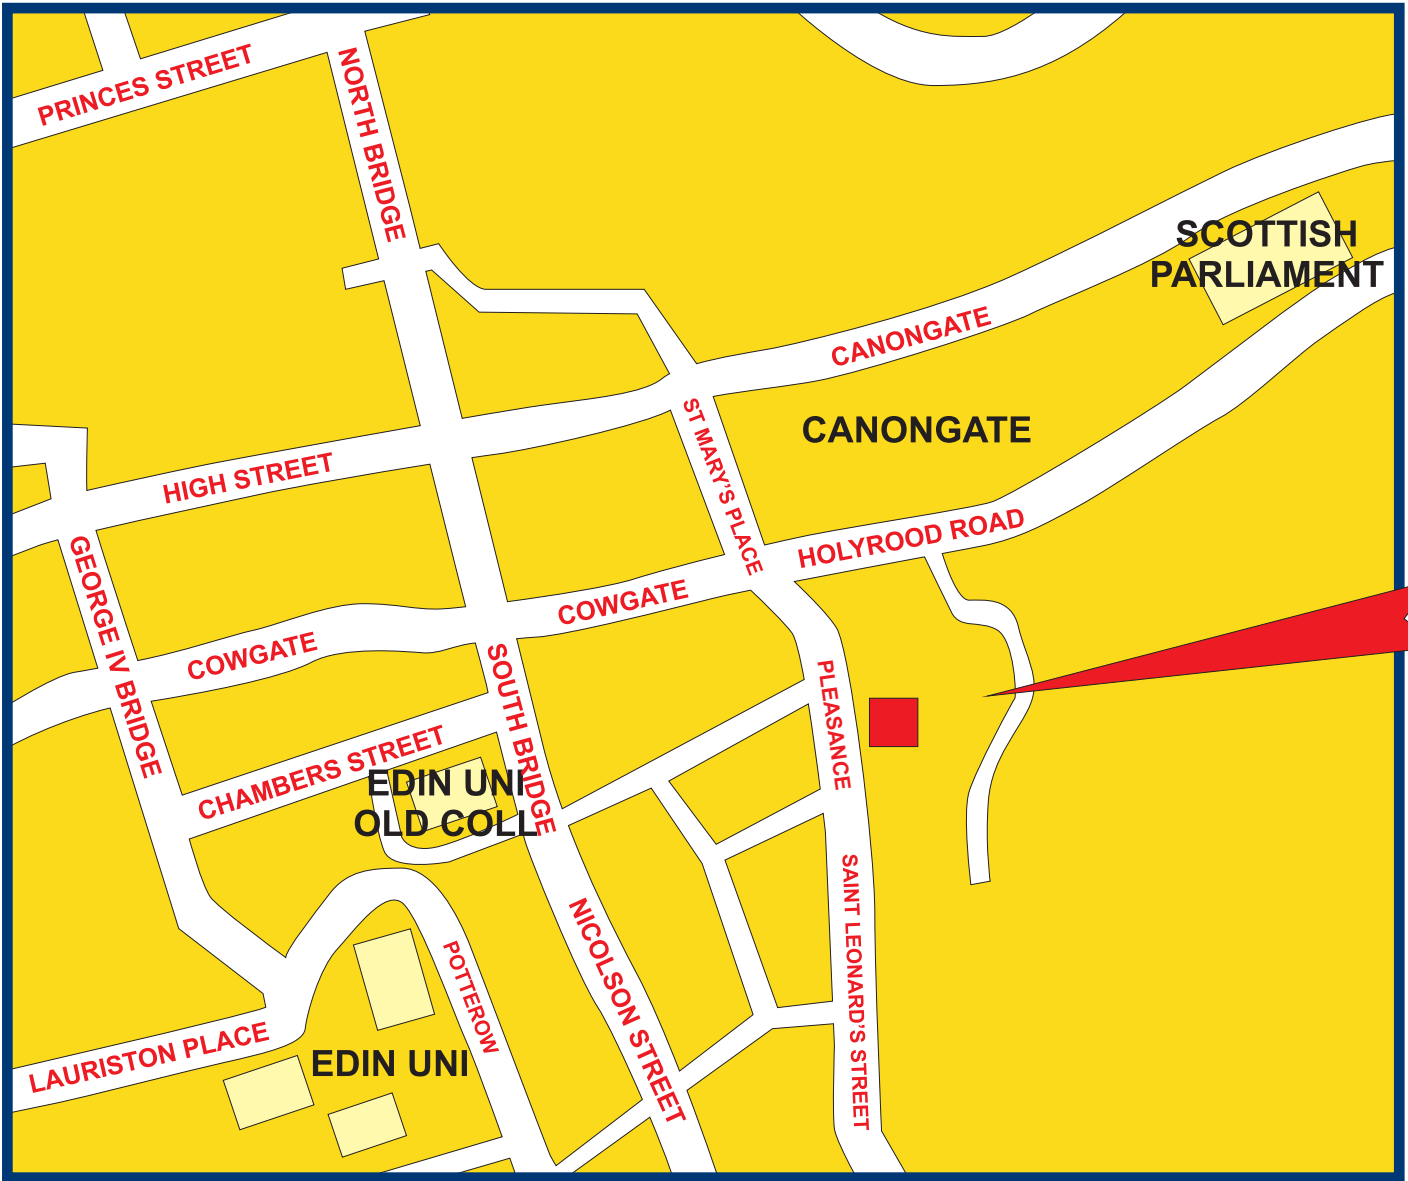 PRINCES STREET
NORTH BRIDGE
SCOTTISH
PARLIAMENT
CANONGATE
ST MARY'S PLACE
CANONGATE
HIGH STREET
HOLYROOD ROAD
GEORGE IV BRIDGE
COWGATE
COWGATE
SOUTH BRIDGE
PLEASANCE
CHAMBERS STREET
EDIN UNI
OLD COLL
SAINT LEONARD'S STREET
NICOLSON STREET
POTTEROW
LAURISTON PLACE
EDIN UNI